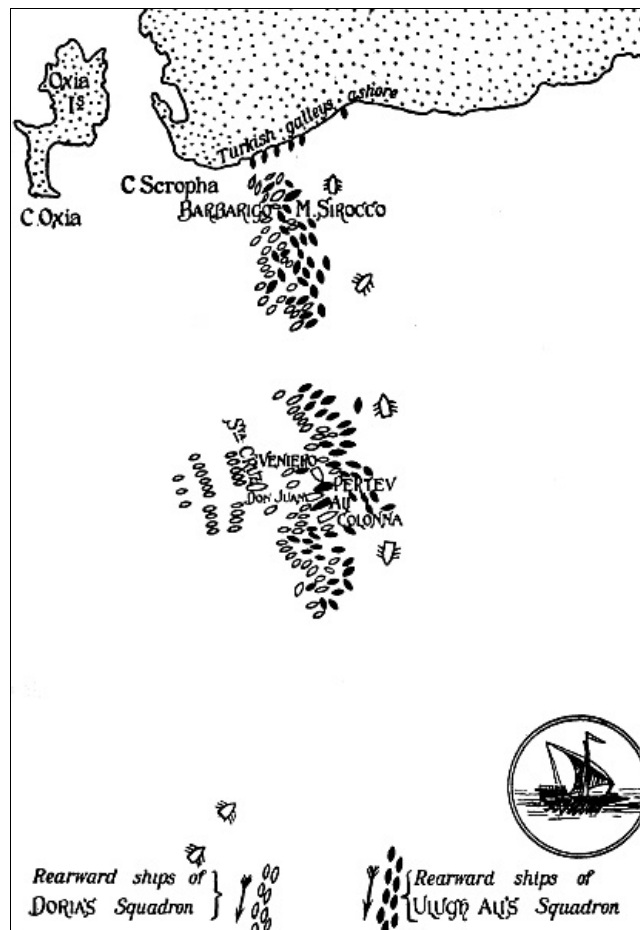 Oxia
Is
Turkish galleys ashore
C Scropha
C. Oxia
BARBARIGO M. SIROCCO
Sta CRUZ
VENIERO
PERTEV
DON JUAN
ALI
COLONNA
Rearward ships of
DORIA'S Squadron
Rearward ships of
ULUGH ALI'S Squadron